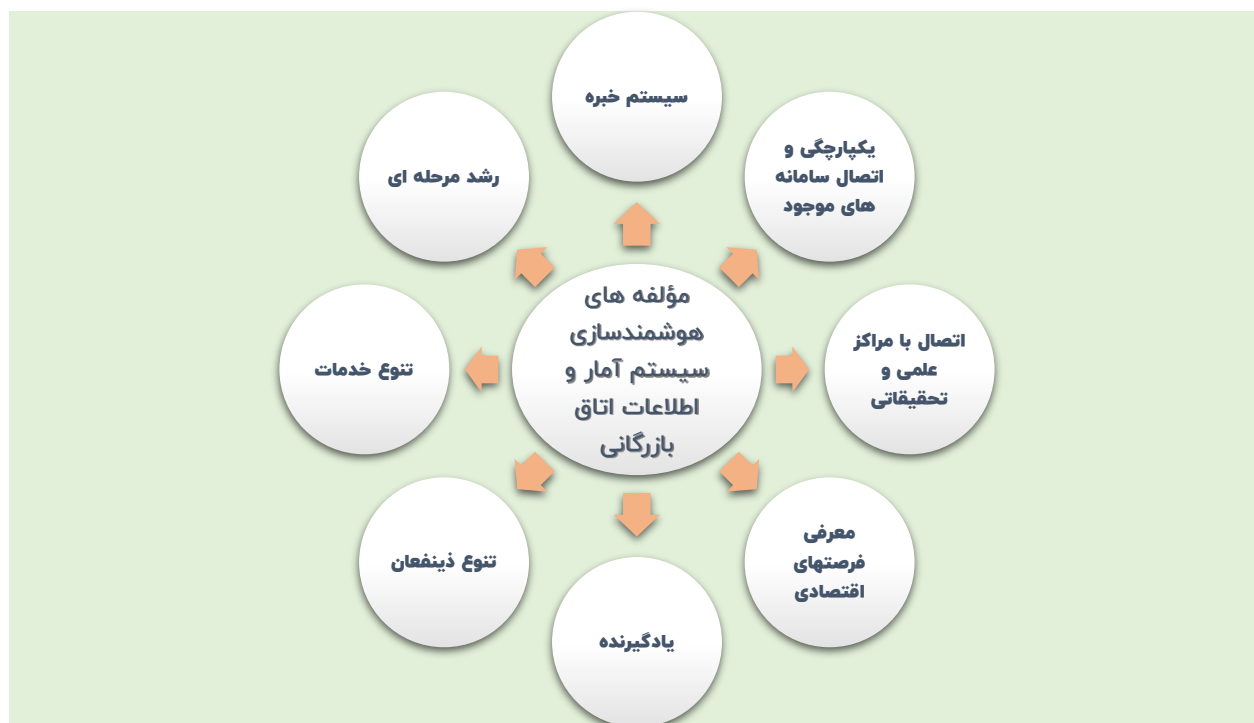 سیستم خبره
یکپارچگی و
اتصال سامانه
های موجود
اتصال با مراکز
علمی و
تحقیقاتی
معرفی
فرصتهای
اقتصادی
یادگیرنده
تنوع ذینفعان
تنوع خدمات
رشد مرحله ای
مؤلفه های
هوشمندسازی
سیستم آمار و
اطلاعات اتاق
بازرگانی